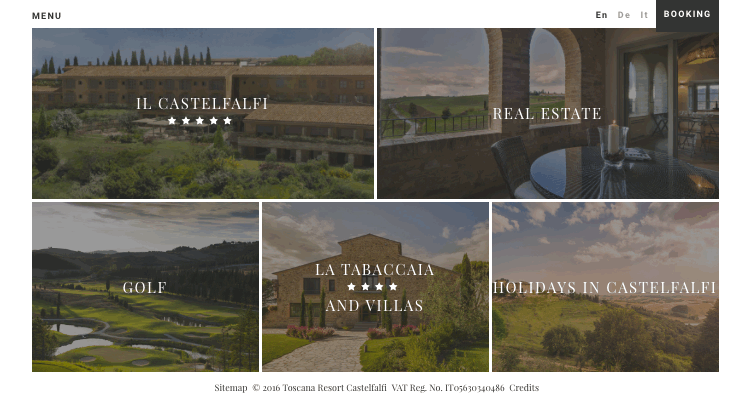 MENU
En De It
BOOKING
IL CASTELFALFI
REAL ESTATE
GOLF
LA TABACCAIA
AND VILLAS
HOLIDAYS IN CASTELFALFI
Sitemap © 2016 Toscana Resort Castelfalfi VAT Reg. No. IT05630340486 Credits